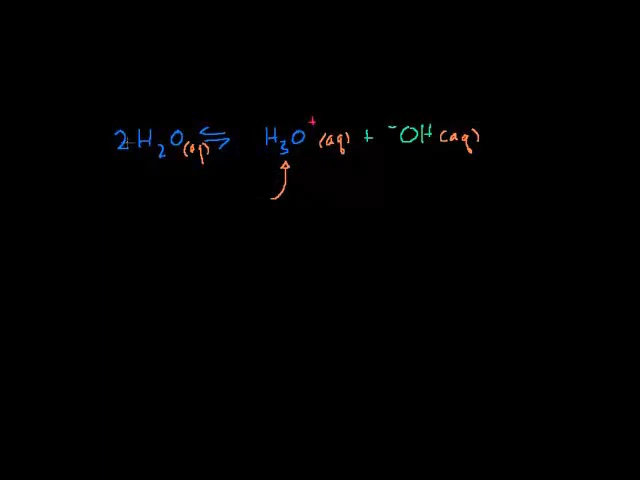 2H₂O(aq) ⇌ H₃O⁺(aq) + ⁻OH(aq)